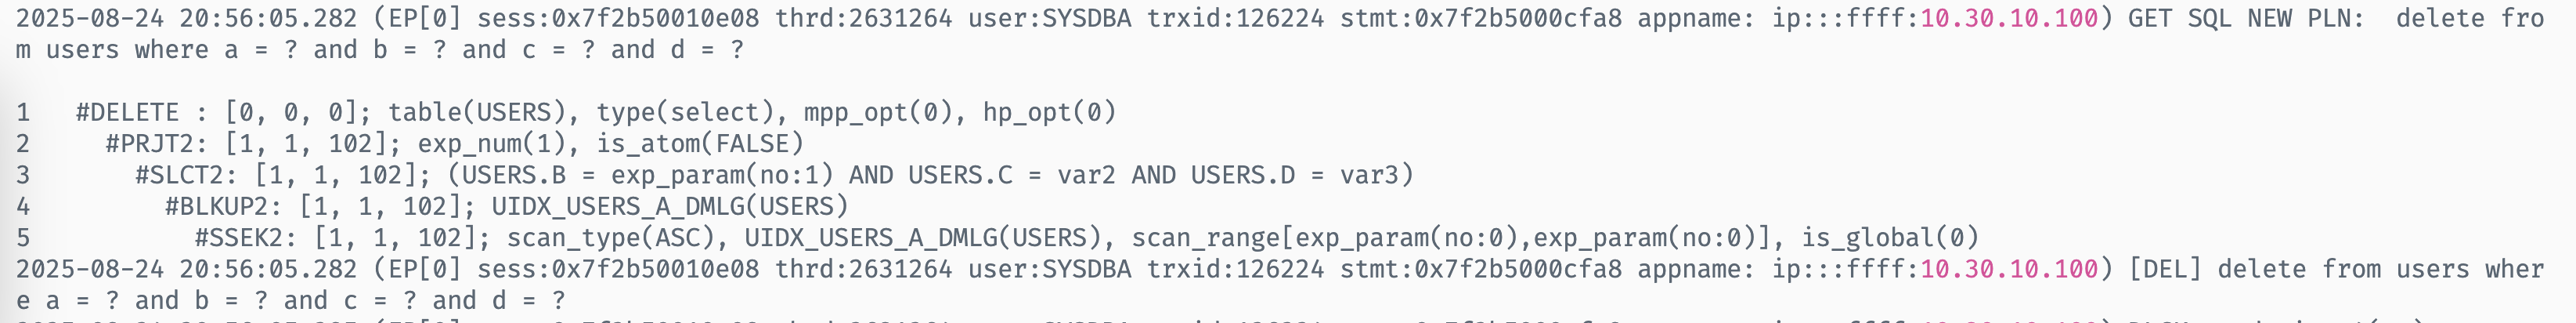 2025-08-24 20:56:05.282 (EP[0] sess:0x7f2b50010e08 thrd:2631264 user:SYSDBA trxid:126224 stmt:0x7f2b5000cfa8 appname: ip:::ffff:10.30.10.100) GET SQL NEW PLN:  delete fro
m users where a = ? and b = ? and c = ? and d = ?
1   #DELETE : [0, 0, 0]; table(USERS), type(select), mpp_opt(0), hp_opt(0)
2     #PRJT2: [1, 1, 102]; exp_num(1), is_atom(FALSE)
3       #SLCT2: [1, 1, 102]; (USERS.B = exp_param(no:1) AND USERS.C = var2 AND USERS.D = var3)
4         #BLKUP2: [1, 1, 102]; UIDX_USERS_A_DMLG(USERS)
5           #SSEK2: [1, 1, 102]; scan_type(ASC), UIDX_USERS_A_DMLG(USERS), scan_range[exp_param(no:0),exp_param(no:0)], is_global(0)
2025-08-24 20:56:05.282 (EP[0] sess:0x7f2b50010e08 thrd:2631264 user:SYSDBA trxid:126224 stmt:0x7f2b5000cfa8 appname: ip:::ffff:10.30.10.100) [DEL] delete from users wher
e a = ? and b = ? and c = ? and d = ?